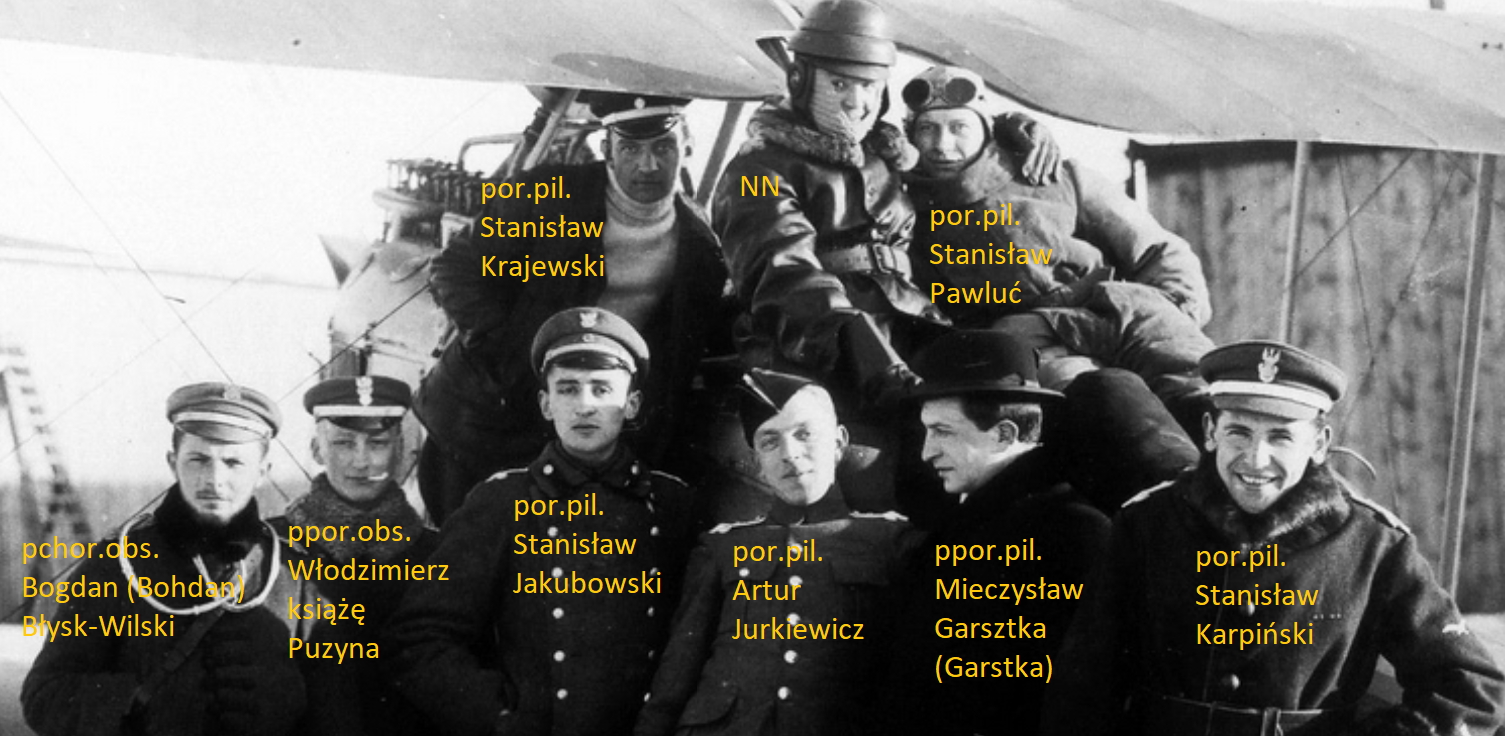 por.pil.
Stanisław
Krajewski
NN
por.pil.
Stanisław
Pawluć
pchor.obs.
Bogdan (Bohdan)
Błysk-Wilski
ppor.obs.
Włodzimierz
książę
Puzyna
por.pil.
Stanisław
Jakubowski
por.pil.
Artur
Jurkiewicz
ppor.pil.
Mieczysław
Garsztka
(Garstka)
por.pil.
Stanisław
Karpiński